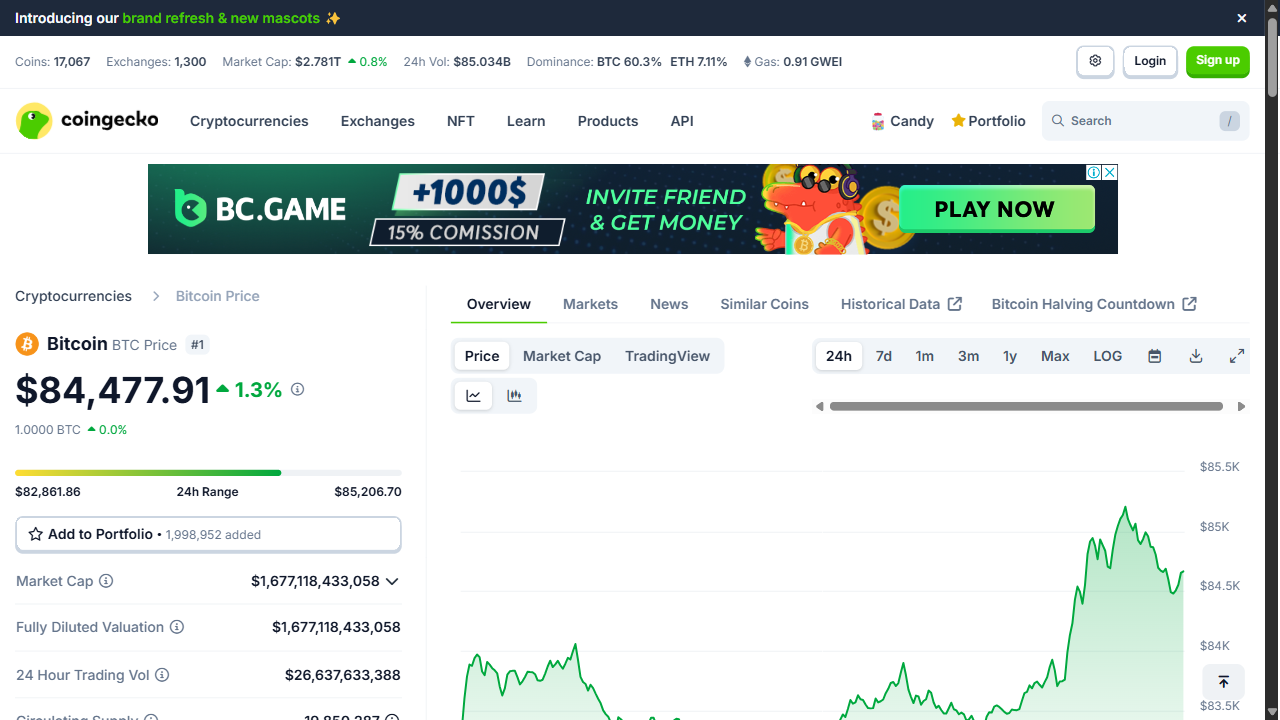 Introducing our brand refresh & new mascots ✨
Coins: 17,067 Exchanges: 1,300 Market Cap: $2.781T 0.8% 24h Vol: $85.034B Dominance: BTC 60.3% ETH 7.11% Gas: 0.91 GWEI
Login
Sign up
coingecko
Cryptocurrencies Exchanges NFT Learn Products API
Candy Portfolio
Search /
BC.GAME
+1000$
15% COMISSION
INVITE FRIEND
& GET MONEY
PLAY NOW
Cryptocurrencies Bitcoin Price
Bitcoin BTC Price #1
$84,477.91 1.3%
1.0000 BTC 0.0%
$82,861.86 24h Range $85,206.70
Add to Portfolio • 1,998,952 added
Market Cap $1,677,118,433,058
Fully Diluted Valuation $1,677,118,433,058
24 Hour Trading Vol $26,637,633,388
Circulating Supply 19,850,287
Overview Markets News Similar Coins Historical Data Bitcoin Halving Countdown
Price Market Cap TradingView
24h 7d 1m 3m 1y Max LOG
$85.5K
$85K
$84.5K
$84K
$83.5K